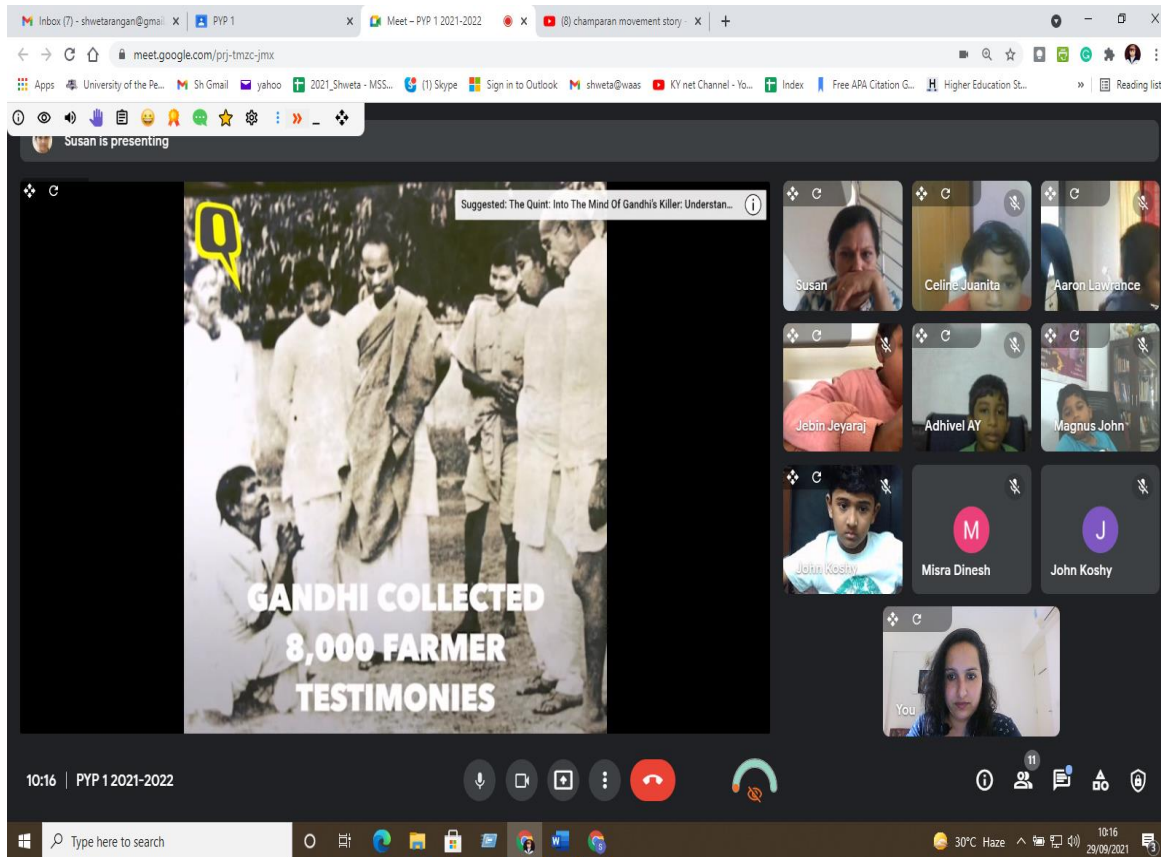 Inbox (7) - shwetarangan@gmail
PYP 1
Meet – PYP 1 2021-2022
(8) champaran movement story -
meet.google.com/prj-tmzc-jmx
Apps
University of the Pe...
Sh Gmail
yahoo
2021_Shweta - MSS...
(1) Skype
Sign in to Outlook
shweta@waas
KY net Channel - Yo...
Index
Free APA Citation G...
Higher Education St...
»
Reading list
Susan is presenting
Q
Suggested: The Quint: Into The Mind Of Gandhi's Killer: Understan...
GANDHI COLLECTED
8,000 FARMER
TESTIMONIES
Susan
Celine Juanita
Aaron Lawrance
Jebin Jeyaraj
Adhivel AY
Magnus John
John Koshy
M
Misra Dinesh
J
John Koshy
You
10:16 | PYP 1 2021-2022
11
Type here to search
30°C Haze
10:16
29/09/2021
3